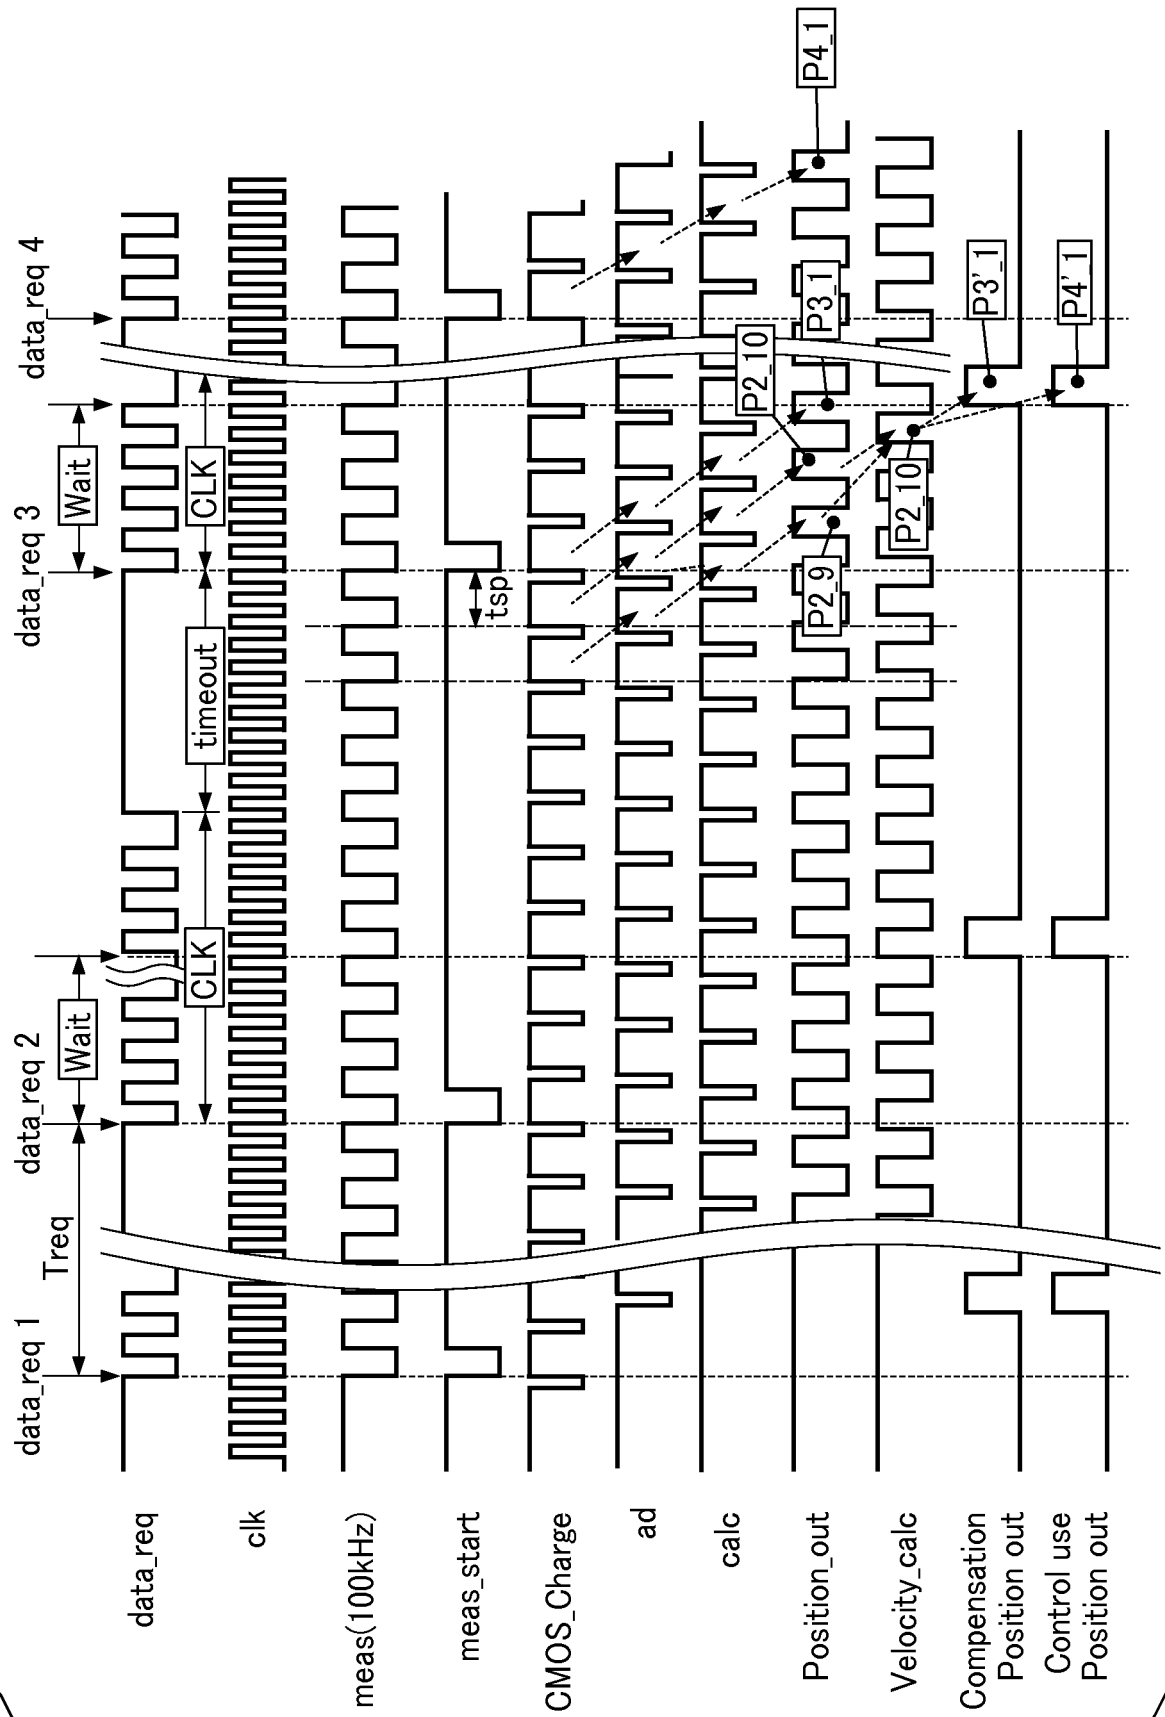 data_req 1
data_req 2
data_req 3
data_req 4
Treq
Wait
Wait
CLK
timeout
CLK
data_req
clk
meas(100kHz)
meas_start
tsp
CMOS_Charge
ad
calc
Position_out
P2_9
P2_10
P3_1
P4_1
Velocity_calc
P2_10
Compensation
Position out
P3'_1
Control use
Position out
P4'_1